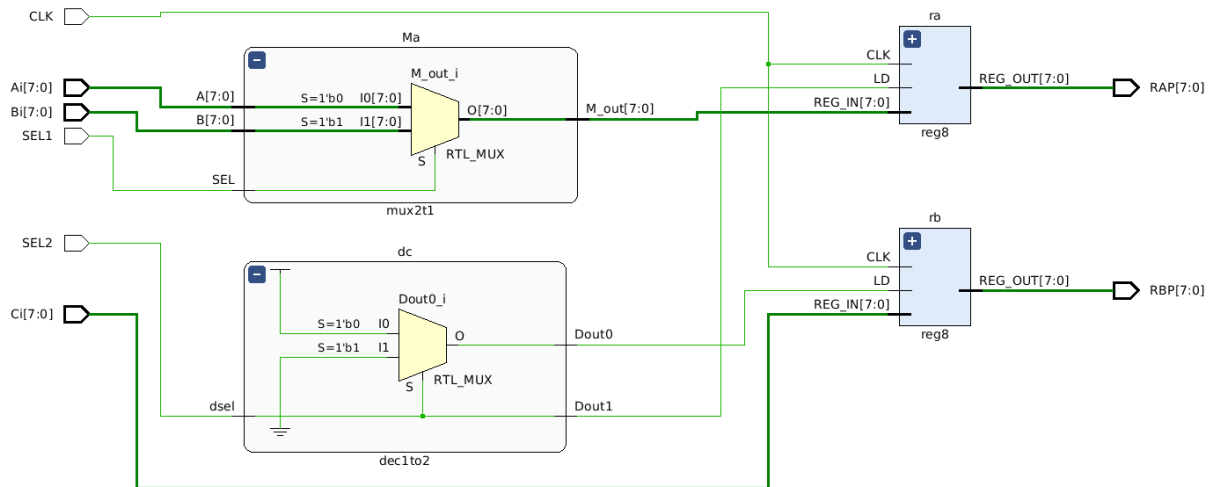 CLK
Ma
ra
+
−
CLK
M_out_i
LD
REG_OUT[7:0]
RAP[7:0]
Ai[7:0]
A[7:0]
S=1'b0
I0[7:0]
O[7:0]
M_out[7:0]
REG_IN[7:0]
Bi[7:0]
B[7:0]
S=1'b1
I1[7:0]
SEL1
S
RTL_MUX
reg8
SEL
mux2t1
rb
SEL2
dc
+
−
CLK
LD
REG_OUT[7:0]
RBP[7:0]
Dout0_i
REG_IN[7:0]
Ci[7:0]
S=1'b0
I0
O
Dout0
reg8
S=1'b1
I1
S
RTL_MUX
dsel
Dout1
dec1to2